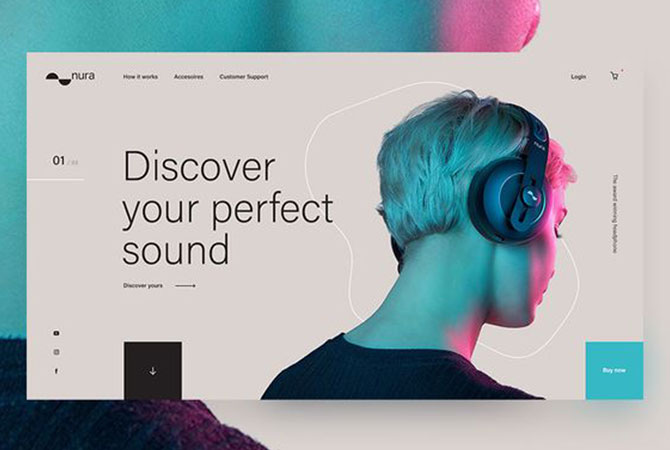 nura
How it works
Accessoires
Customer Support
Login
01
Discover
your perfect
sound
Discover yours
nura
The award winning headphone
Buy now